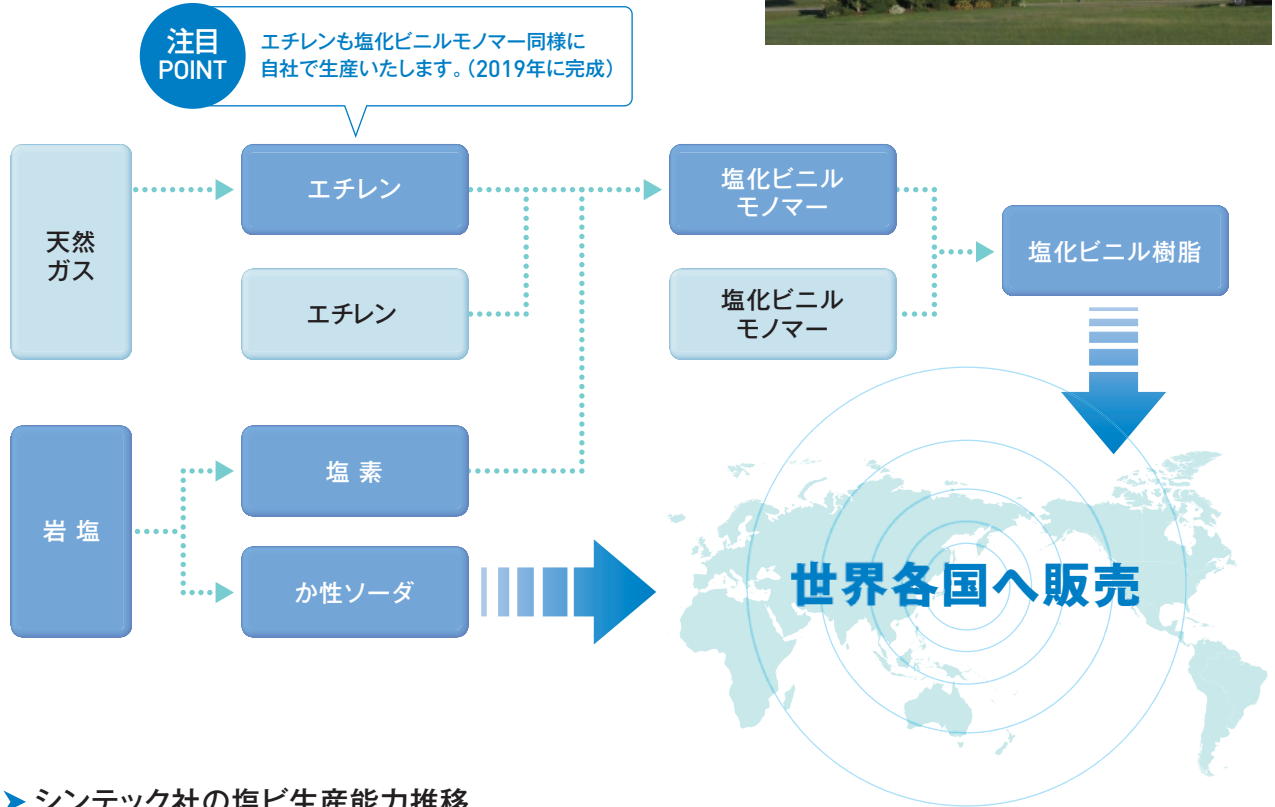 注目
POINT
エチレンも塩化ビニルモノマー同様に
自社で生産いたします。（2019年に完成）
天然
ガス
エチレン
エチレン
塩化ビニル
モノマー
塩化ビニル
モノマー
塩化ビニル樹脂
岩 塩
塩 素
か性ソーダ
世界各国へ販売
➤ シンテック社の塩ビ生産能力推移